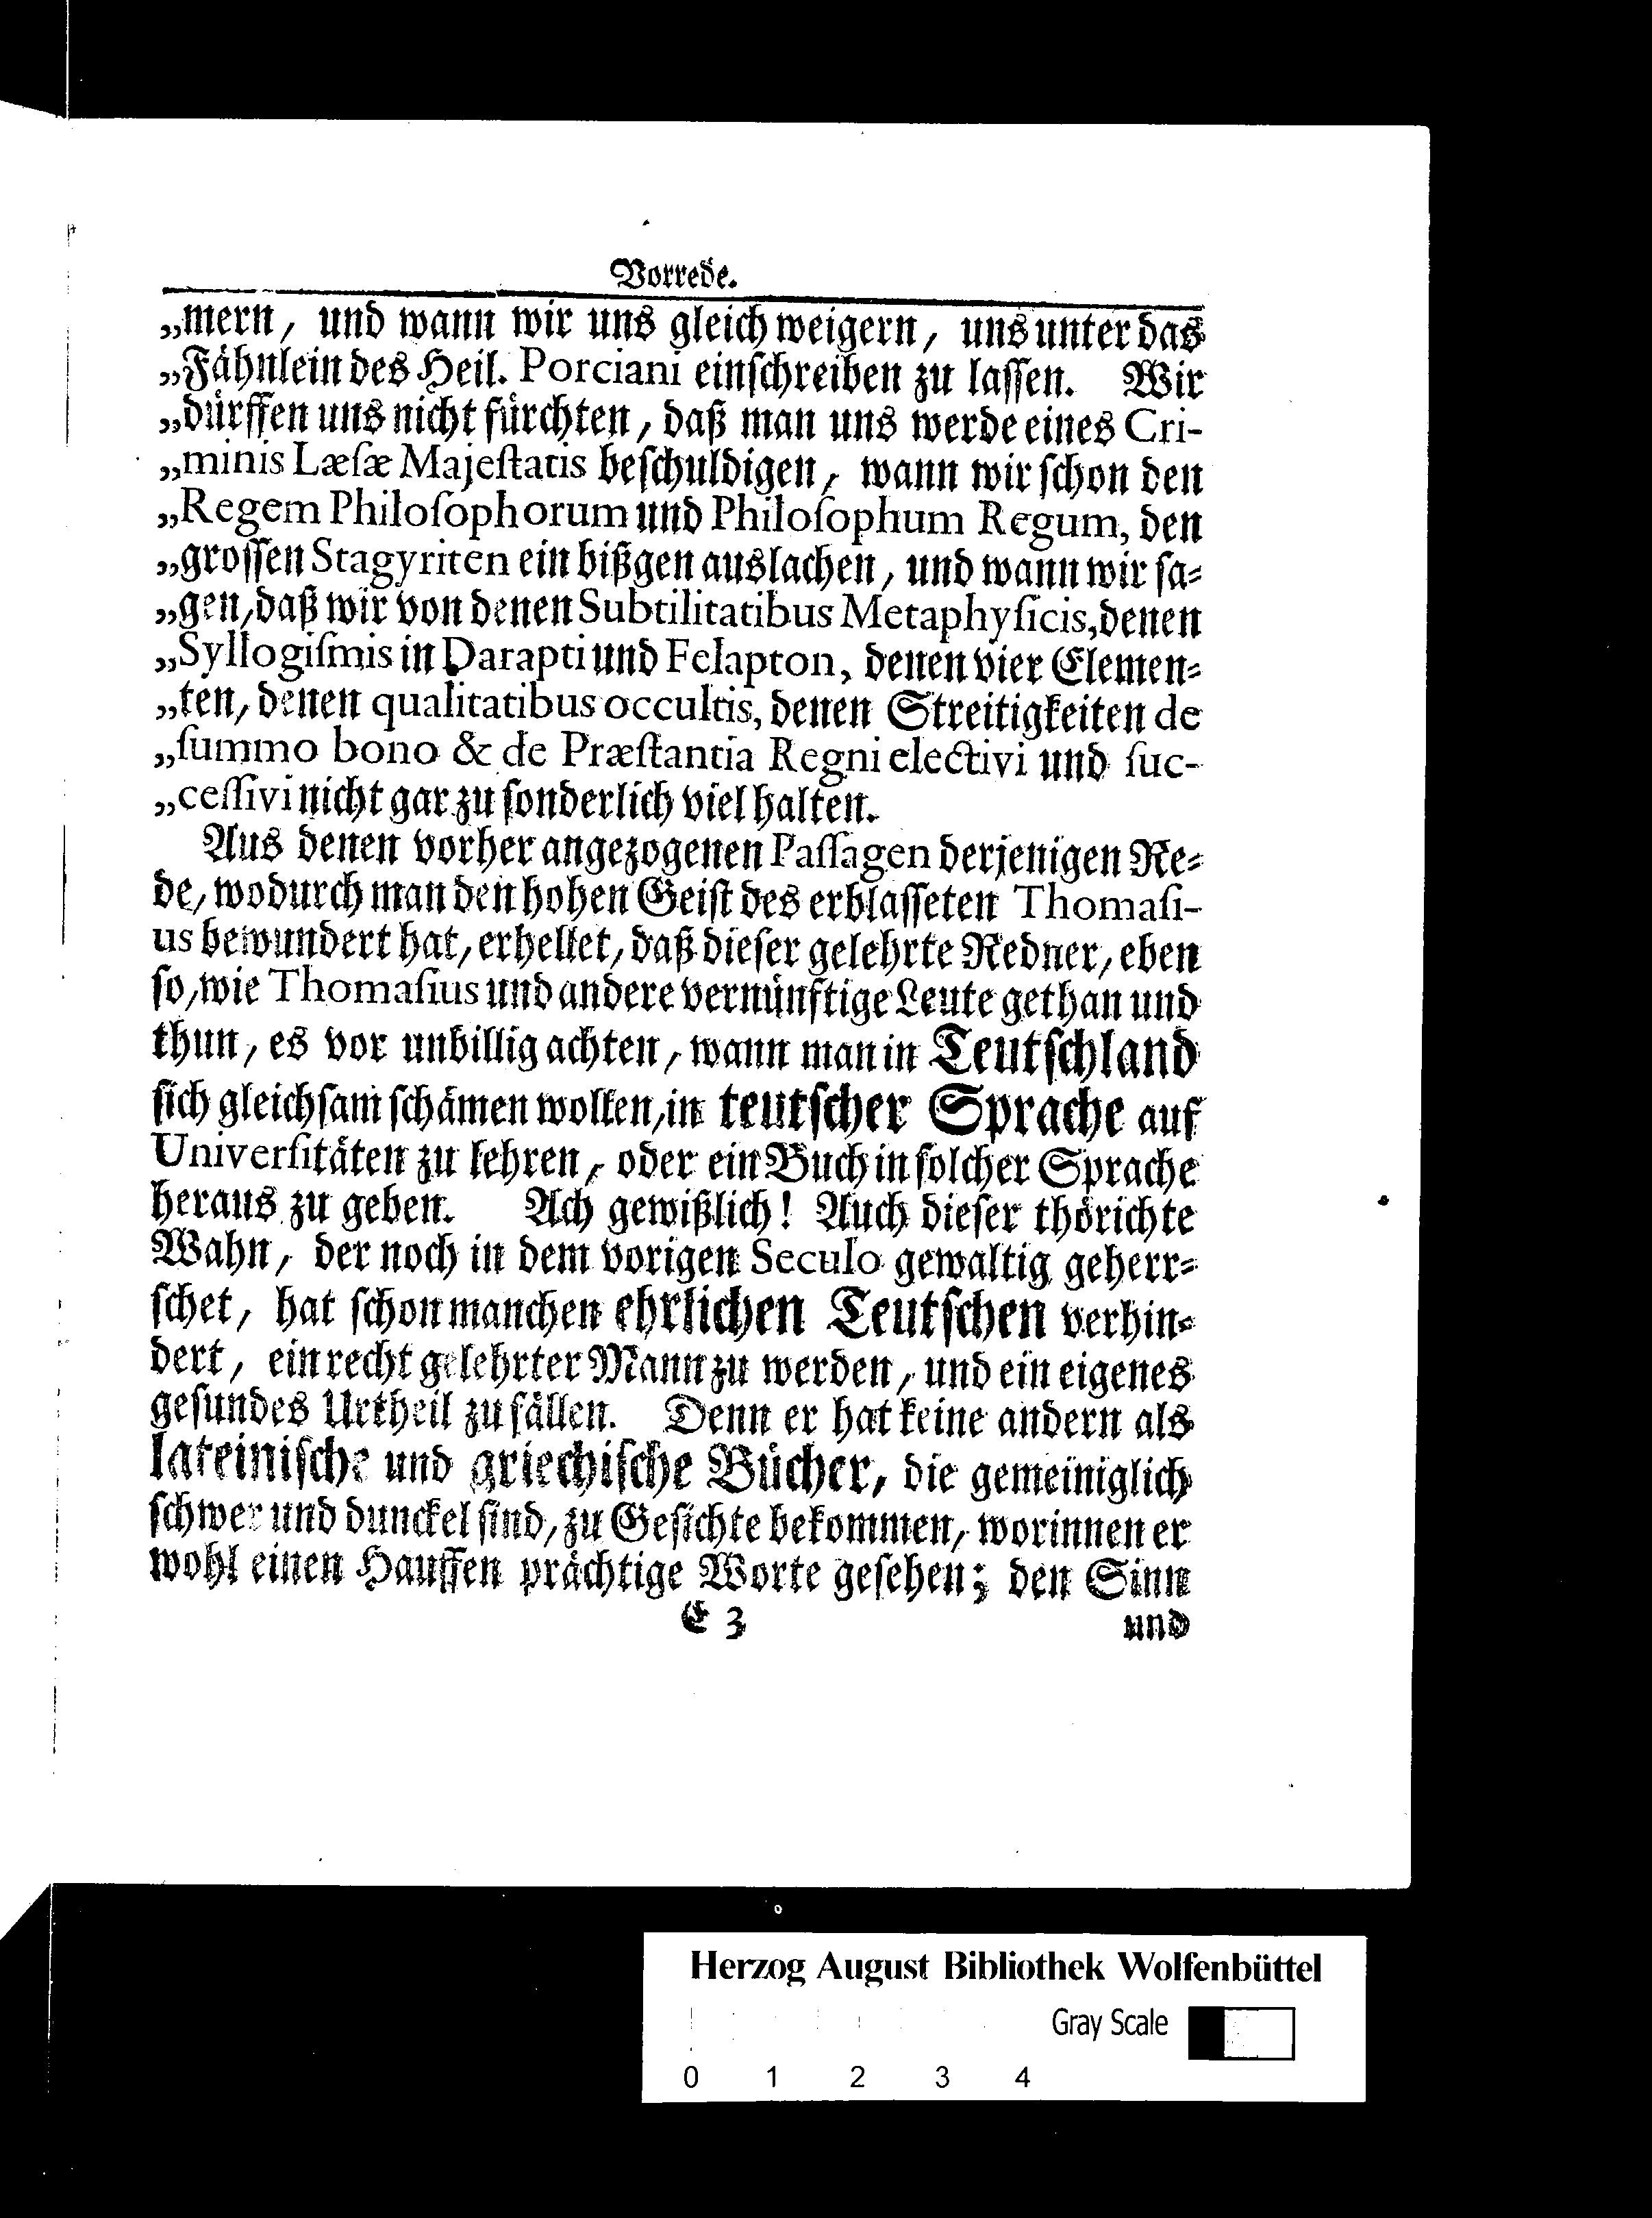 Vorrede.
„mern, und wann wir uns gleich weigern, uns unter das
„Fähnlein des Heil. Porciani einschreiben zu lassen. Wir
„dürffen uns nicht fürchten, daß man uns werde eines Cri-
„minis Læsæ Majestatis beschuldigen, wann wir schon den
„Regem Philosophorum und Philosophum Regum, den
„grossen Stagyriten ein bißgen auslachen, und wann wir sa-
„gen, daß wir von denen Subtilitatibus Metaphysicis, denen
„Syllogismis in Darapti und Felapton, denen vier Elemen-
„ten, denen qualitatibus occultis, denen Streitigkeiten de
„summo bono & de Præstantia Regni electivi und suc-
„cessivi nicht gar zu sonderlich viel halten.
Aus denen vorher angezogenen Passagen derjenigen Re-
de, wodurch man den hohen Geist des erblasseten Thomasi-
us bewundert hat, erhellet, daß dieser gelehrte Redner, eben
so, wie Thomasius und andere vernünftige Leute gethan und
thun, es vor unbillig achten, wann man in Teutschland
sich gleichsam schämen wollen, in teutscher Sprache auf
Universitäten zu lehren, oder ein Buch in solcher Sprache
heraus zu geben. Ach gewißlich! Auch dieser thörichte
Wahn, der noch in dem vorigen Seculo gewaltig geherr-
schet, hat schon manchen ehrlichen Teutschen verhin-
dert, ein recht gelehrter Mann zu werden, und ein eigenes
gesundes Urtheil zu fällen. Denn er hat keine andern als
lateinische und griechische Bücher, die gemeiniglich
schwer und dunckel sind, zu Gesichte bekommen, worinnen er
wohl einen Hauffen prächtige Worte gesehen; den Sinn
E 3 und
Herzog August Bibliothek Wolfenbüttel
Gray Scale
0 1 2 3 4